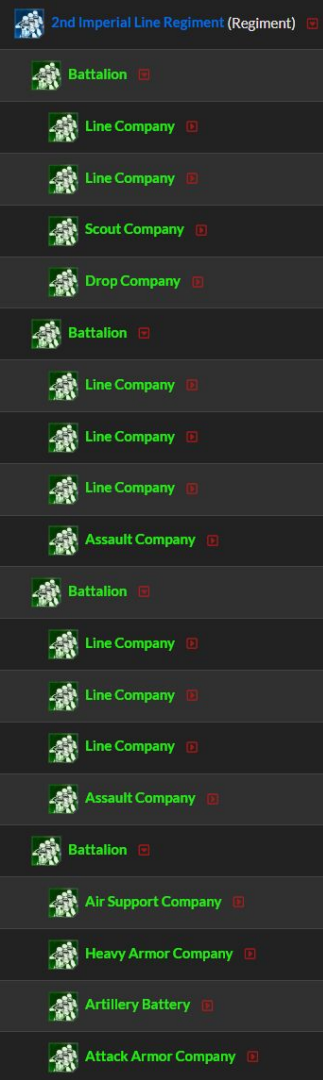 2nd Imperial Line Regiment (Regiment)
Battalion
Line Company
Line Company
Scout Company
Drop Company
Battalion
Line Company
Line Company
Line Company
Assault Company
Battalion
Line Company
Line Company
Line Company
Assault Company
Battalion
Air Support Company
Heavy Armor Company
Artillery Battery
Attack Armor Company